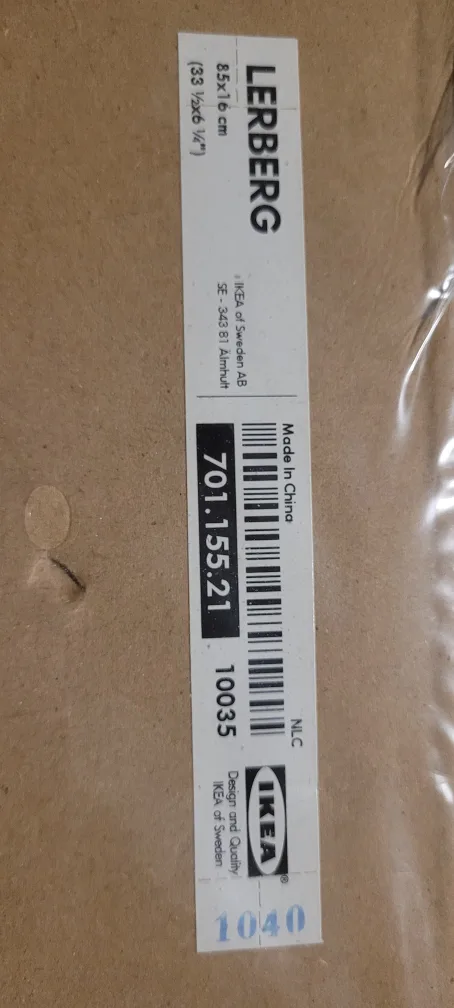 LERBERG
85x16 cm
(33 ½x6 ¼")
IKEA of Sweden AB
SE - 343 81 Älmhult
Made In China
701.155.21
10035
NLC
IKEA®
Design and Quality
IKEA of Sweden
1040